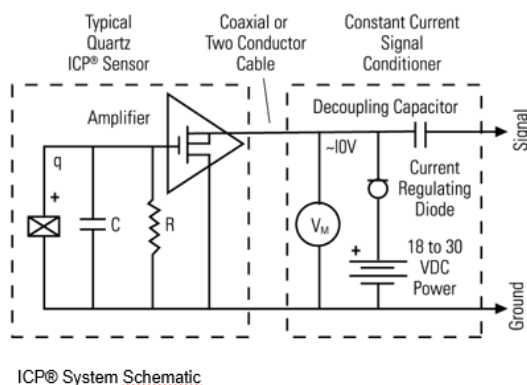 Typical
Quartz
ICP® Sensor
Coaxial or
Two Conductor
Cable
Constant Current
Signal
Conditioner
Amplifier
Decoupling Capacitor
Signal
q
+
C
R
~10V
Current
Regulating
Diode
VM
+
18 to 30
VDC
Power
Ground
ICP® System Schematic